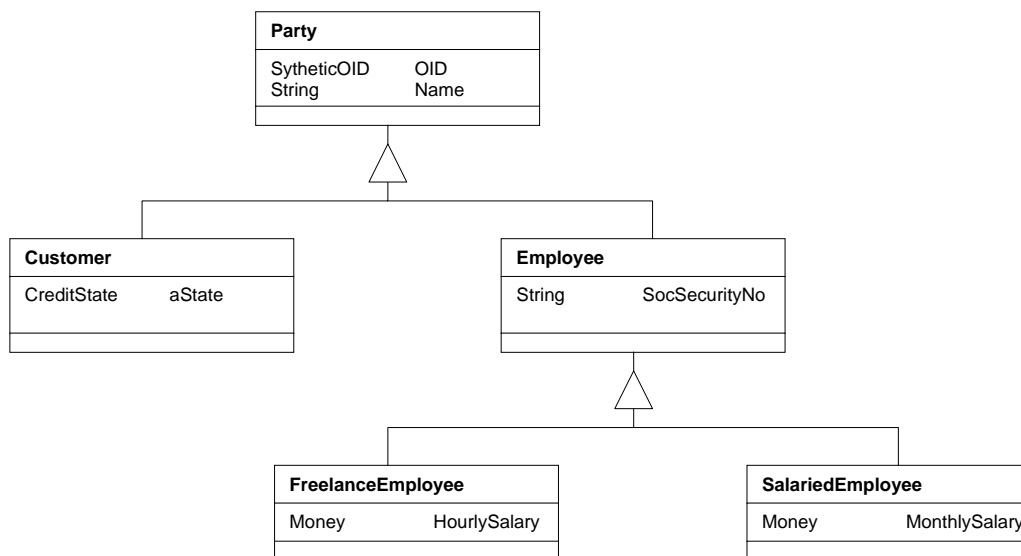 Party
SytheticOID OID
String Name
Customer
CreditState aState
Employee
String SocSecurityNo
FreelanceEmployee
Money HourlySalary
SalariedEmployee
Money MonthlySalary